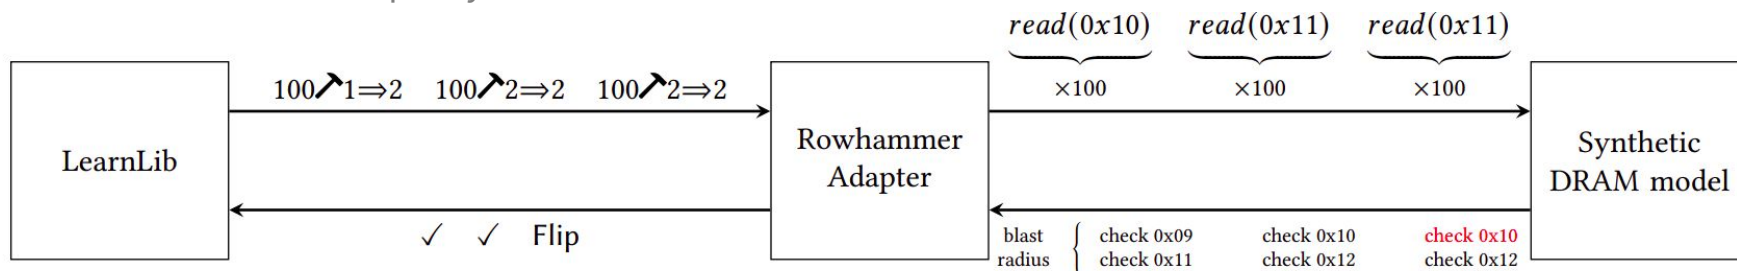 read(0x10) read(0x11) read(0x11)
100 1⇒2 100 2⇒2 100 2⇒2
×100 ×100 ×100
LearnLib
Rowhammer
Adapter
Synthetic
DRAM model
✓ ✓ Flip
blast check 0x09 check 0x10 check 0x10
radius check 0x11 check 0x12 check 0x12